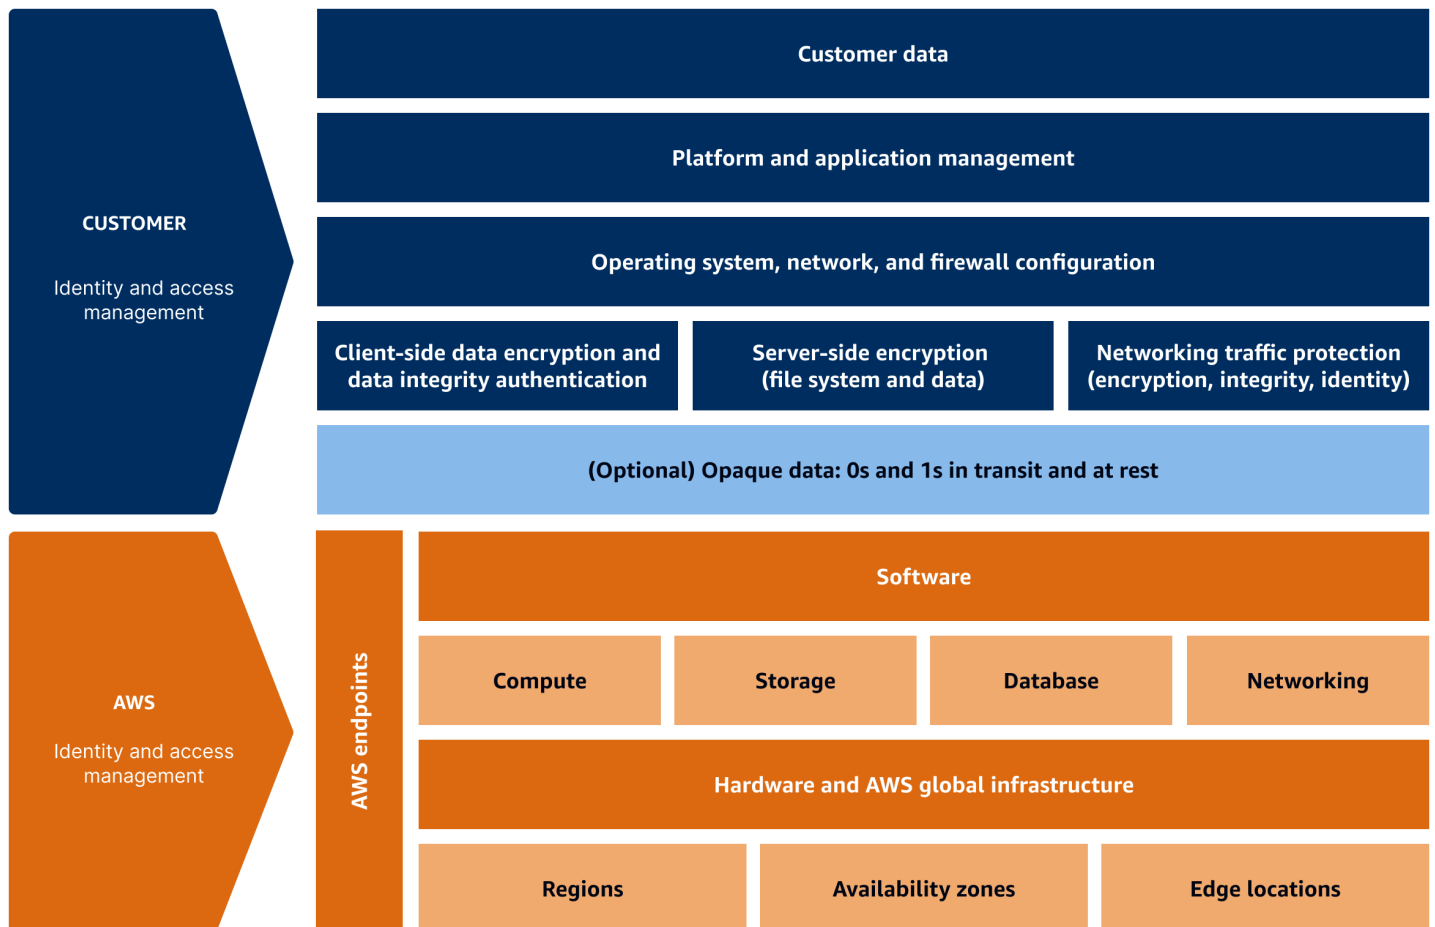 Customer data
Platform and application management
CUSTOMER
Identity and access
management
Operating system, network, and firewall configuration
Client-side data encryption and
data integrity authentication
Server-side encryption
(file system and data)
Networking traffic protection
(encryption, integrity, identity)
(Optional) Opaque data: 0s and 1s in transit and at rest
AWS
Identity and access
management
AWS endpoints
Software
Compute
Storage
Database
Networking
Hardware and AWS global infrastructure
Regions
Availability zones
Edge locations